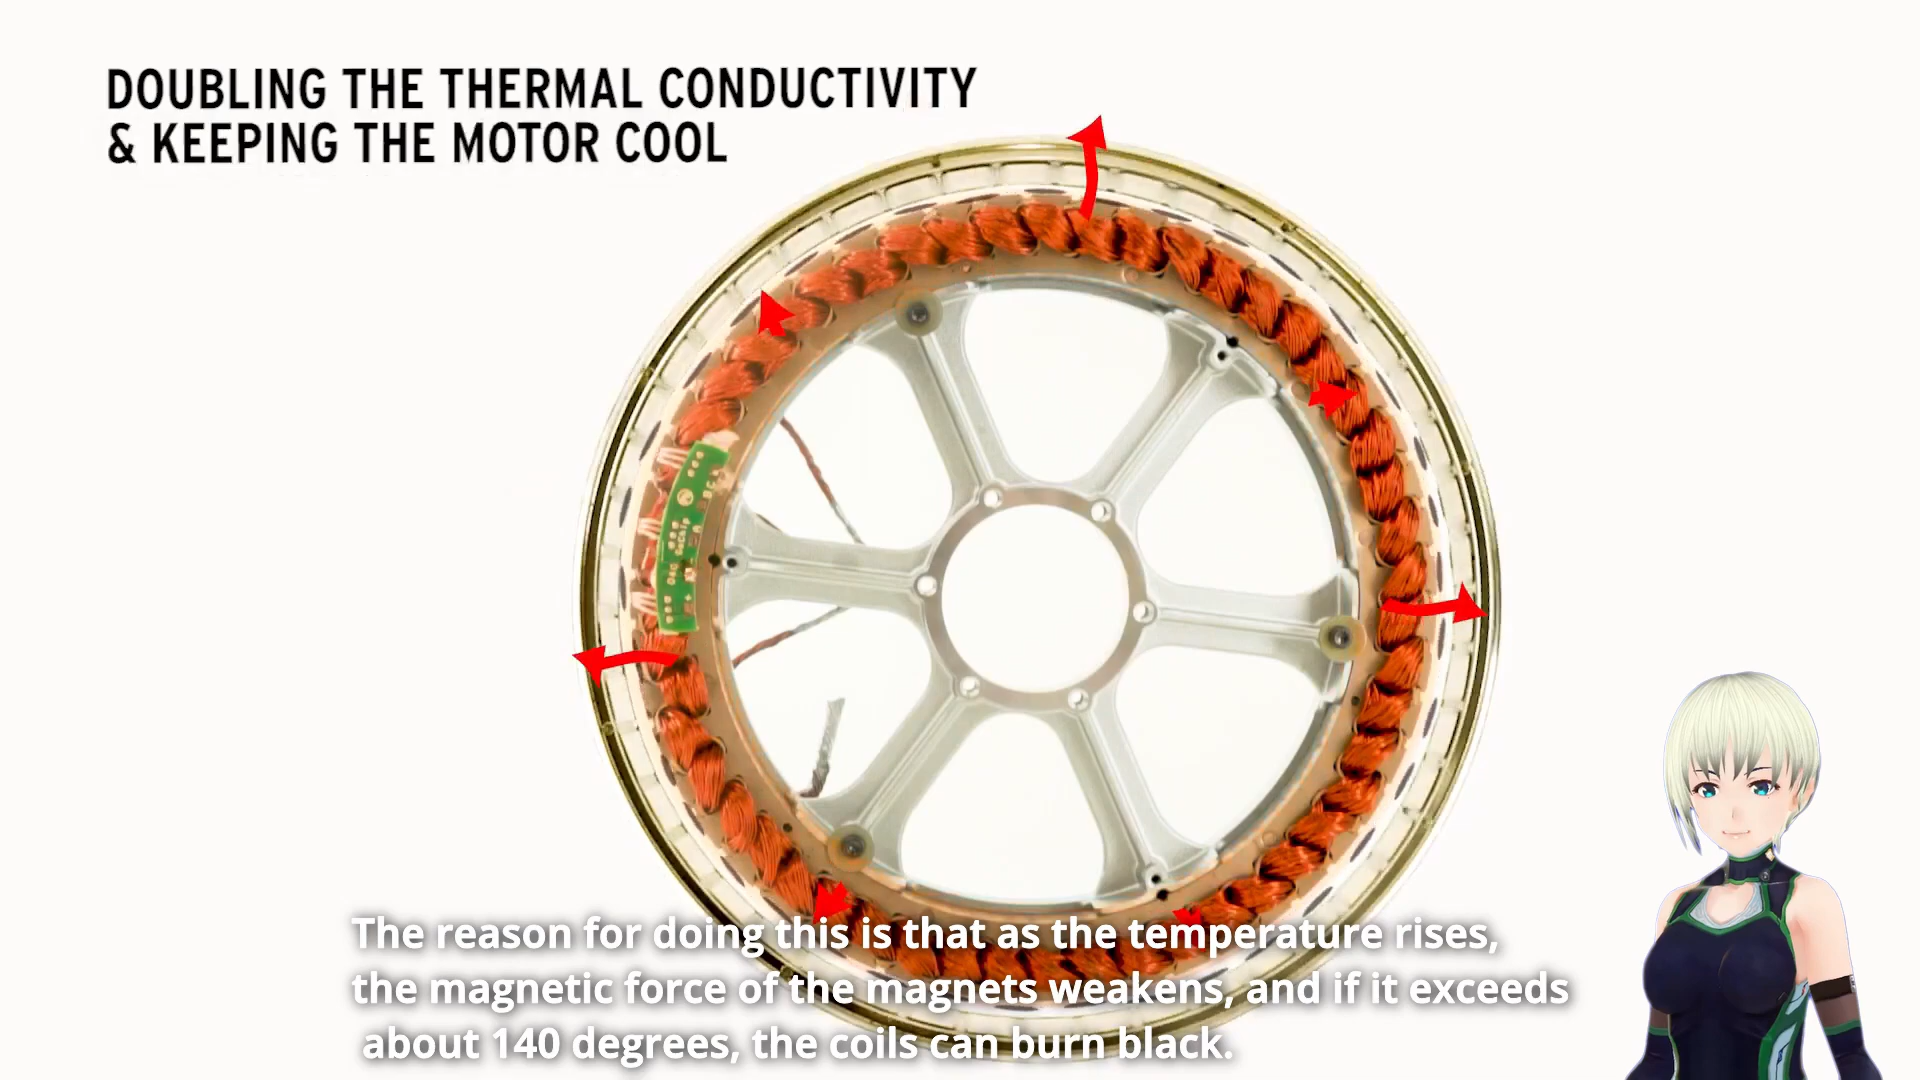 DOUBLING THE THERMAL CONDUCTIVITY
& KEEPING THE MOTOR COOL
The reason for doing this is that as the temperature rises,
the magnetic force of the magnets weakens, and if it exceeds
about 140 degrees, the coils can burn black.